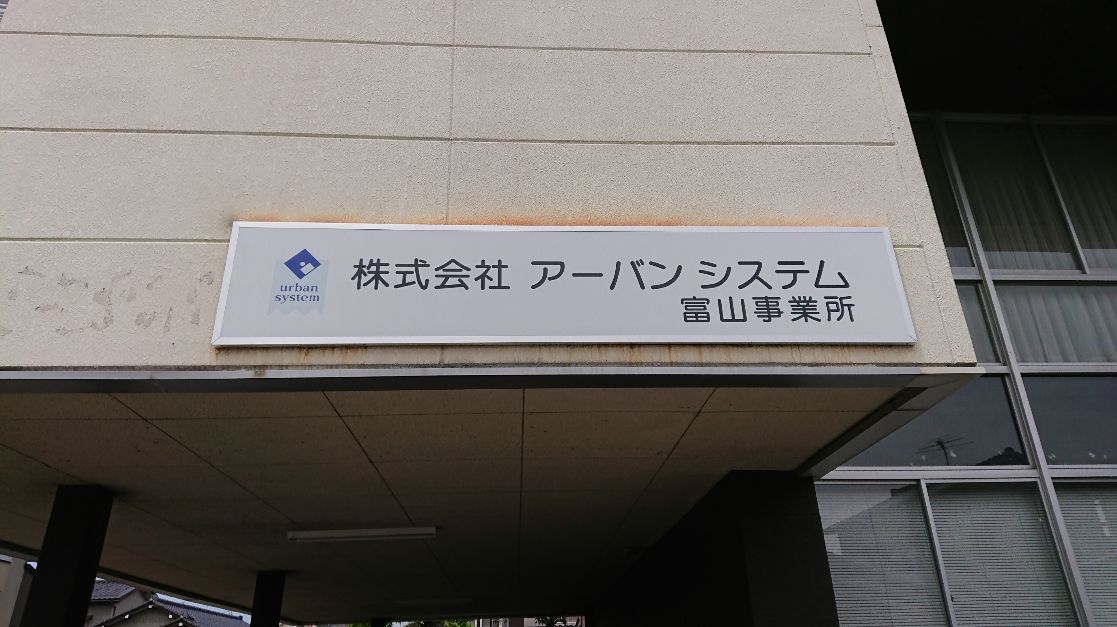 urban
system
株式会社 アーバン システム
富山事業所